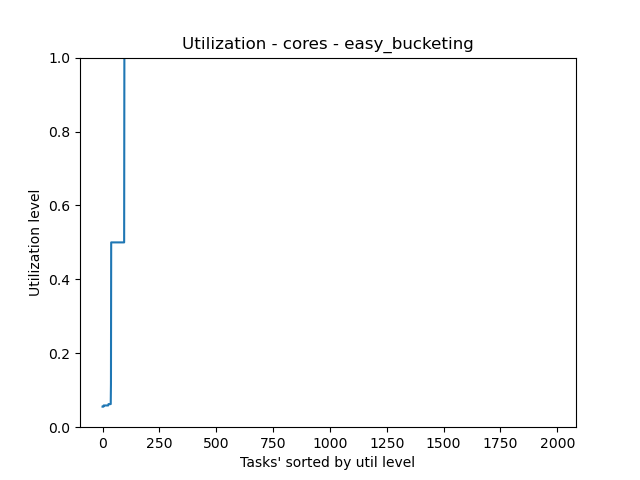 Utilization - cores - easy_bucketing
1.0
0.8
0.6
0.4
0.2
0.0
Utilization level
0 250 500 750 1000 1250 1500 1750 2000
Tasks' sorted by util level